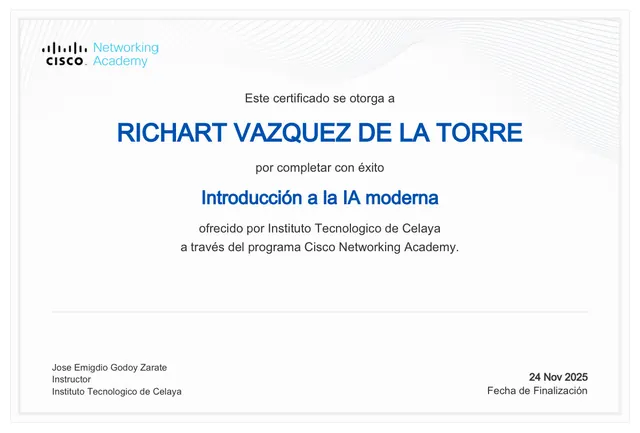 Networking
CISCO. Academy
Este certificado se otorga a
RICHART VAZQUEZ DE LA TORRE
por completar con éxito
Introducción a la IA moderna
ofrecido por Instituto Tecnologico de Celaya
a través del programa Cisco Networking Academy.
Jose Emigdio Godoy Zarate
Instructor
Instituto Tecnologico de Celaya
24 Nov 2025
Fecha de Finalización